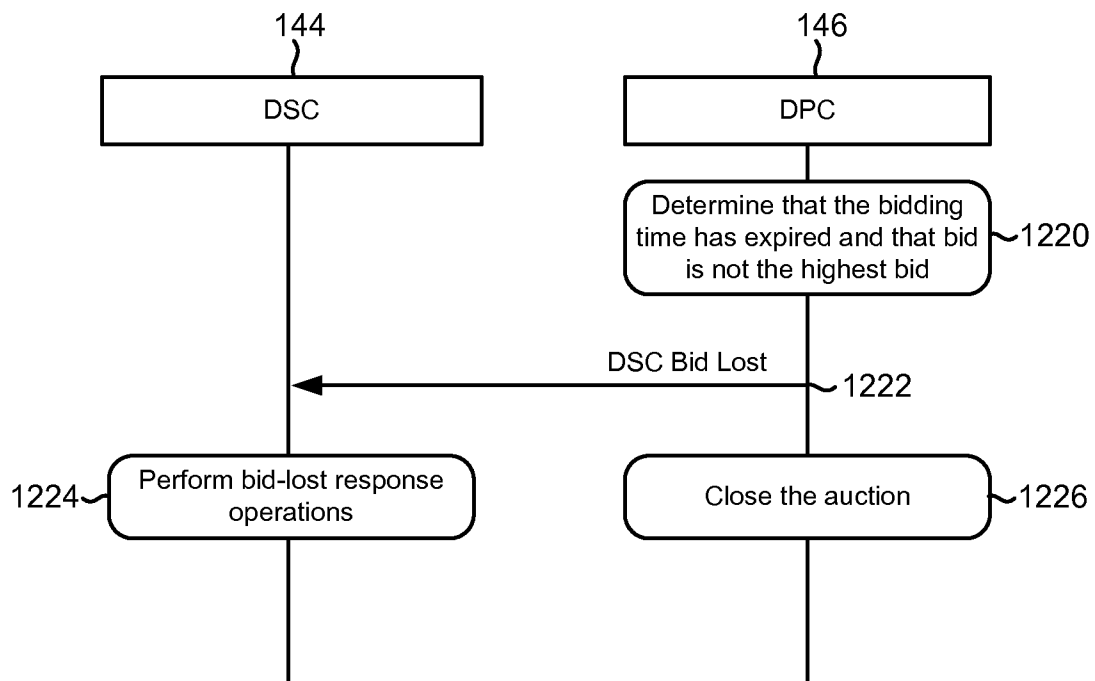 144
146
DSC
DPC
Determine that the bidding
time has expired and that bid
is not the highest bid
1220
DSC Bid Lost
1222
1224
Perform bid-lost response
operations
Close the auction
1226